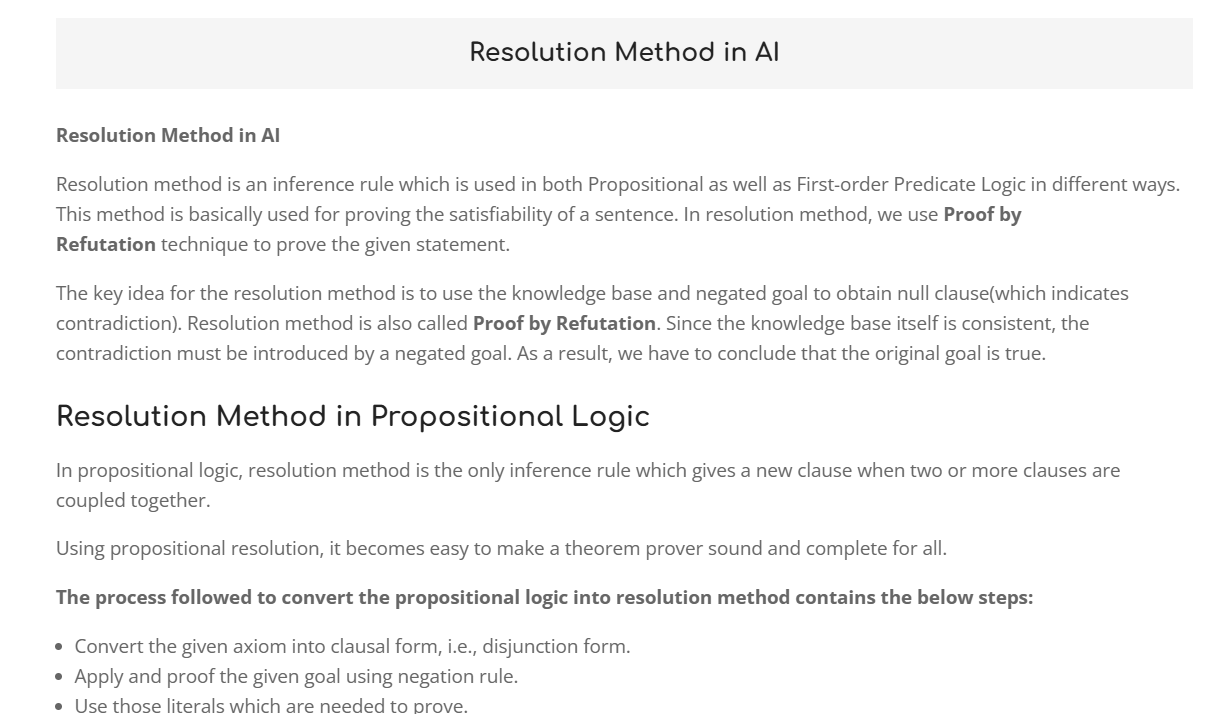 Resolution Method in AI
Resolution Method in AI
Resolution method is an inference rule which is used in both Propositional as well as First-order Predicate Logic in different ways.
This method is basically used for proving the satisfiability of a sentence. In resolution method, we use Proof by
Refutation technique to prove the given statement.
The key idea for the resolution method is to use the knowledge base and negated goal to obtain null clause(which indicates
contradiction). Resolution method is also called Proof by Refutation. Since the knowledge base itself is consistent, the
contradiction must be introduced by a negated goal. As a result, we have to conclude that the original goal is true.
Resolution Method in Propositional Logic
In propositional logic, resolution method is the only inference rule which gives a new clause when two or more clauses are
coupled together.
Using propositional resolution, it becomes easy to make a theorem prover sound and complete for all.
The process followed to convert the propositional logic into resolution method contains the below steps:
• Convert the given axiom into clausal form, i.e., disjunction form.
• Apply and proof the given goal using negation rule.
• Use those literals which are needed to prove.